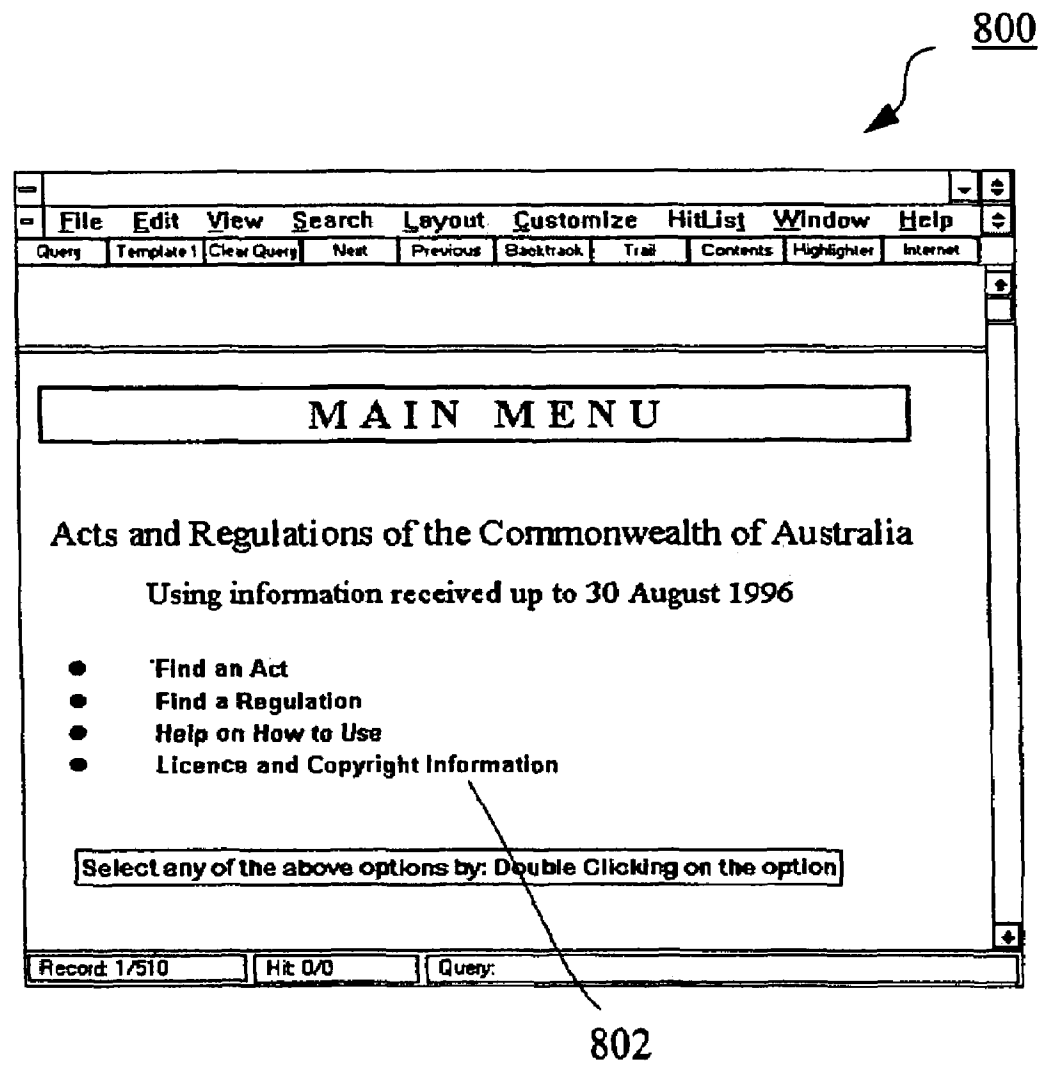 800
File Edit View Search Layout Customize HitList Window Help
Query Template 1 Clear Query Next Previous Backtrack Trail Contents Highlighter Internet
MAIN MENU
Acts and Regulations of the Commonwealth of Australia
Using information received up to 30 August 1996
● Find an Act
● Find a Regulation
● Help on How to Use
● Licence and Copyright Information
Select any of the above options by: Double Clicking on the option
Record: 1/510 Hit: 0/0 Query:
802